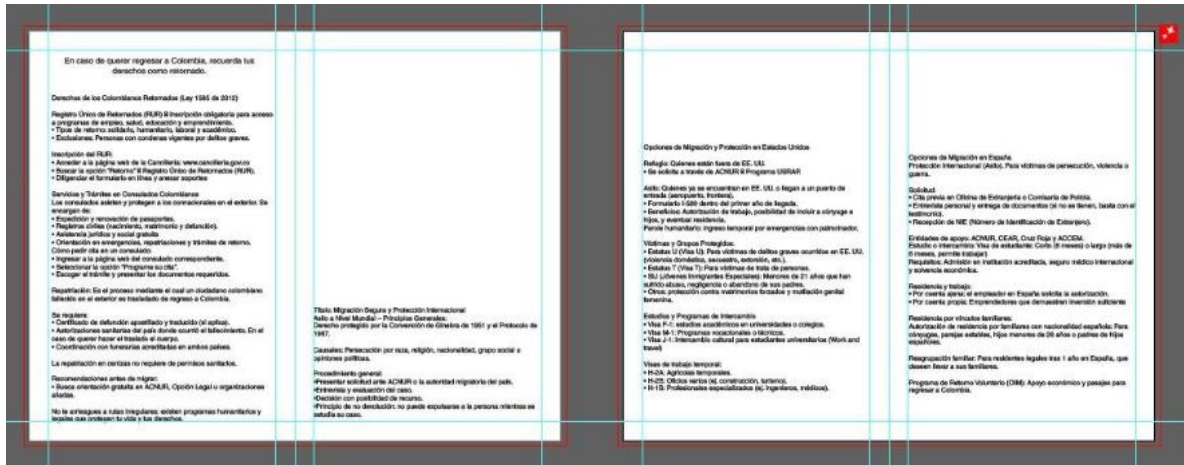 En caso de querer regresar a Colombia, recuerda tus
derechos como retornado.
Derechos de los Colombianos Retornados (Ley 1565 de 2012)
Registro Único de Retornados (RUR) 8 Inscripción obligatoria para acceso
a programas de empleo, salud, educación y emprendimiento.
• Tipos de retorno: solidario, humanitario, laboral y académico.
• Exclusiones: Personas con condenas vigentes por delitos graves.
Inscripción del RUR:
• Acceder a la página web de la Cancillería: www.cancilleria.gov.co
• Buscar la opción "Retorno" 8 Registro Único de Retornados (RUR).
• Diligenciar el formulario en línea y anexar soportes
Servicios y Trámites en Consulados Colombianos
Los consulados asisten y protegen a los connacionales en el exterior. Se
encargan de:
• Expedición y renovación de pasaportes.
• Registros civiles (nacimiento, matrimonio y defunción).
• Asistencia jurídica y social gratuita
• Orientación en emergencias, repatriaciones y trámites de retorno.
Cómo pedir cita en un consulado:
• Ingresar a la página web del consulado correspondiente.
• Seleccionar la opción "Programe su cita".
• Escoger el trámite y presentar los documentos requeridos.
Repatriación: Es el proceso mediante el cual un ciudadano colombiano
fallecido en el exterior es trasladado de regreso a Colombia.
Se requiere:
• Certificado de defunción apostillado y traducido (si aplica).
• Autorizaciones sanitarias del país donde ocurrió el fallecimiento. En el
caso de querer hacer el traslado al cuerpo.
• Coordinación con funerarias acreditadas en ambos países.
La repatriación en cenizas no requiere de permisos sanitarios.
Recomendaciones antes de migrar:
• Busca orientación gratuita en ACNUR, Opción Legal u organizaciones
aliadas.
No te arriesgues a rutas irregulares, existen programas humanitarios y
legales que protegen tu vida y tus derechos.
Título: Migración Segura y Protección Internacional
Asilo a Nivel Mundial – Principios Generales:
Derecho protegido por la Convención de Ginebra de 1951 y el Protocolo de
1967.
Causales: Persecución por raza, religión, nacionalidad, grupo social u
opiniones políticas.
Procedimiento general:
•Presentar solicitud ante ACNUR o la autoridad migratoria del país.
•Entrevista y evaluación del caso.
•Decisión con posibilidad de recurso.
•Principio de no devolución: no puede expulsarse a la persona mientras se
estudia su caso.
Opciones de Migración y Protección en Estados Unidos
Refugio: Quienes están fuera de EE. UU.
• Se solicita a través de ACNUR 8 Programa USRAP.
Asilo: Quienes ya se encuentran en EE. UU. o llegan a un puerto de
entrada (aeropuerto, frontera).
• Formulario I-589 dentro del primer año de llegada.
• Beneficios: Autorización de trabajo, posibilidad de incluir a cónyuge e
hijos, y eventual residencia.
Parole humanitario: Ingreso temporal por emergencias con patrocinador.
Víctimas y Grupos Protegidos:
• Estatus U (Visa U): Para víctimas de delitos graves ocurridos en EE. UU.
(violencia doméstica, secuestro, extorsión, etc.).
• Estatus T (Visa T): Para víctimas de trata de personas.
• SIJ (Jóvenes Inmigrantes Especiales): Menores de 21 años que han
sufrido abuso, negligencia o abandono de sus padres.
• Otros: protección contra matrimonios forzados y mutilación genital
femenina.
Estudios y Programas de Intercambio
• Visa F-1: estudios académicos en universidades o colegios.
• Visa M-1: Programas vocacionales o técnicos.
• Visa J-1: Intercambio cultural para estudiantes universitarios (Work and
travel)
Visas de trabajo temporal:
• H-2A: Agrícolas temporales.
• H-2B: Oficios varios (ej. construcción, turismo).
• H-1B: Profesionales especializados (ej. ingenieros, médicos).
Opciones de Migración en España
Protección Internacional (Asilo). Para víctimas de persecución, violencia o
guerra.
Solicitud:
• Cita previa en Oficina de Extranjería o Comisaría de Policía.
• Entrevista personal y entrega de documentos (si no se tienen, basta con el
testimonio).
• Recepción de NIE (Número de Identificación de Extranjero).
Entidades de apoyo: ACNUR, CEAR, Cruz Roja y ACCEM.
Estudio o Intercambio: Visa de estudiante: Corto (6 meses) o largo (más de
6 meses, permite trabajar)
Requisitos: Admisión en institución acreditada, seguro médico internacional
y solvencia económica.
Residencia y trabajo:
• Por cuenta ajena: el empleador en España solicita la autorización.
• Por cuenta propia: Emprendedores que demuestren inversión suficiente
Residencia por vínculos familiares:
Autorización de residencia por familiares con nacionalidad española: Para
cónyuges, parejas estables, hijos menores de 26 años o padres de hijos
españoles.
Reagrupación familiar: Para residentes legales tras 1 año en España, que
deseen llevar a sus familiares.
Programa de Retorno Voluntario (OIM): Apoyo económico y pasajes para
regresar a Colombia.